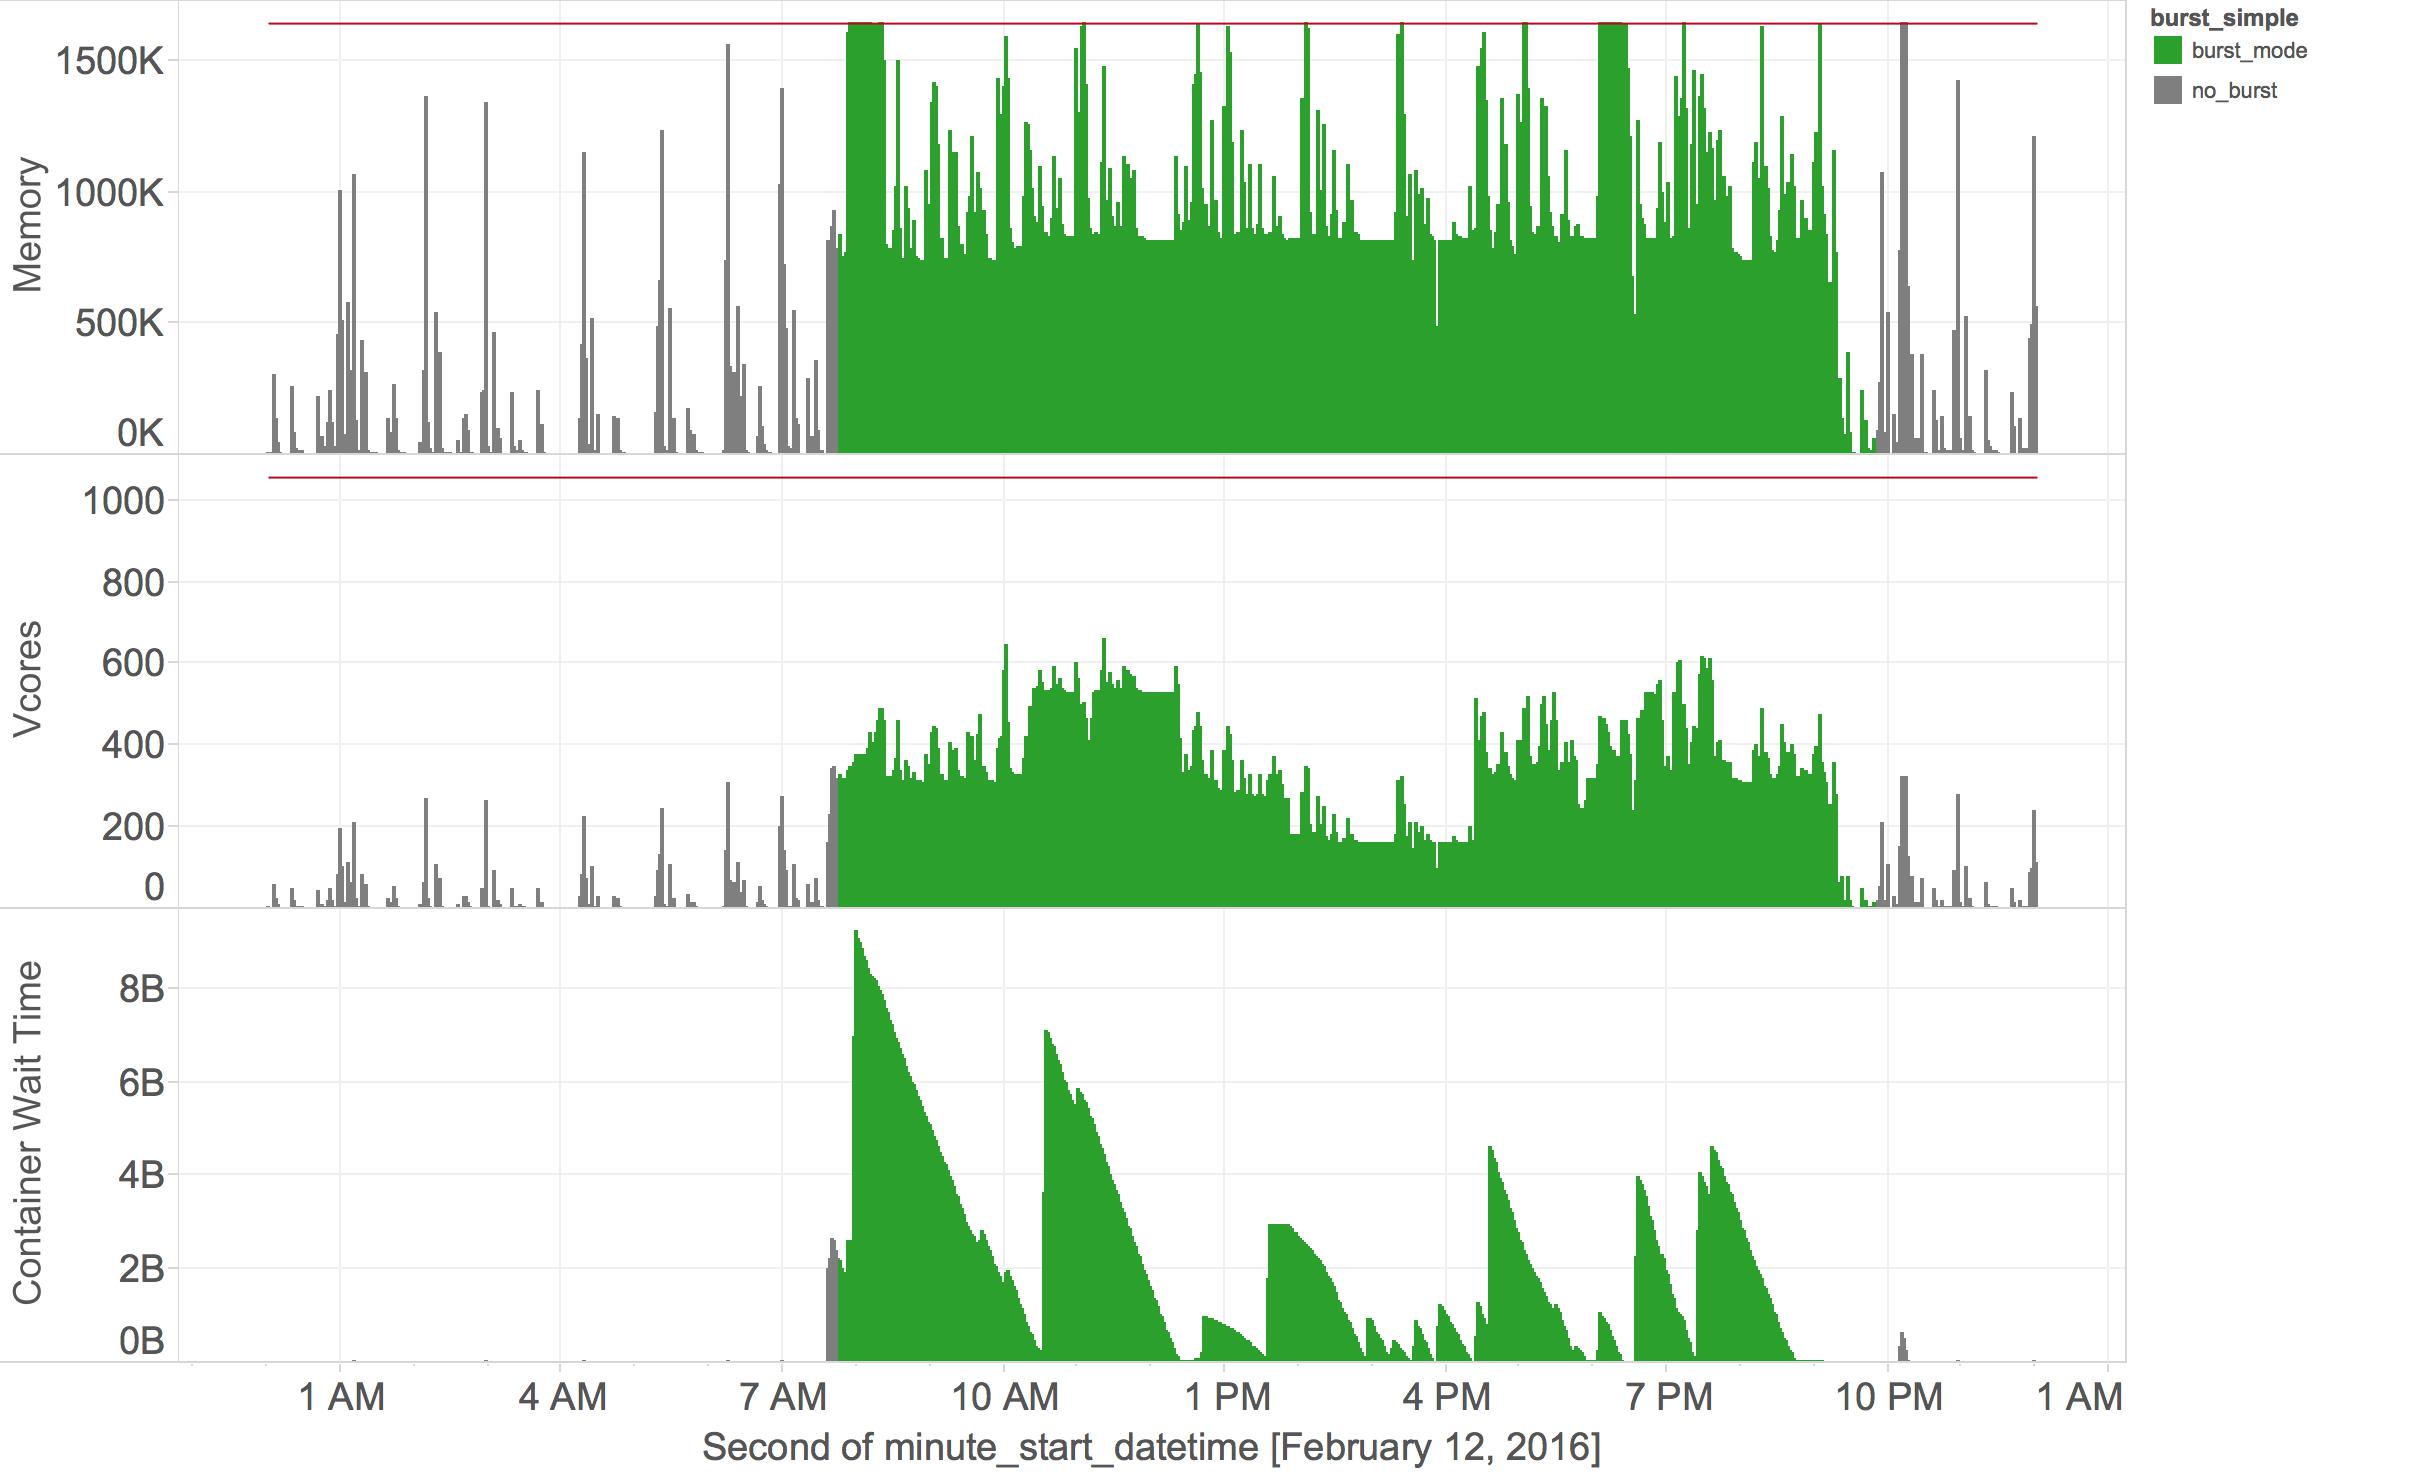 burst_simple
burst_mode
no_burst
Memory
1500K
1000K
500K
0K
Vcores
1000
800
600
400
200
0
Container Wait Time
8B
6B
4B
2B
0B
1 AM
4 AM
7 AM
10 AM
1 PM
4 PM
7 PM
10 PM
1 AM
Second of minute_start_datetime [February 12, 2016]